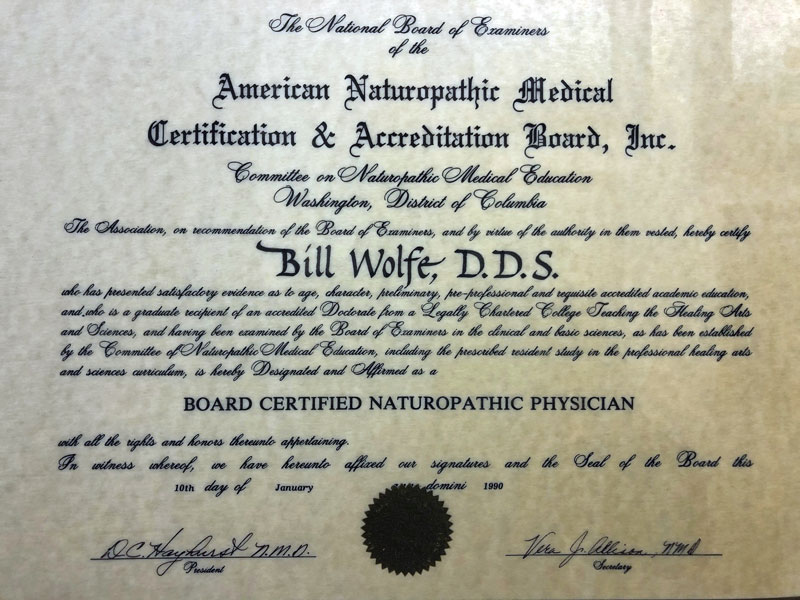 The National Board of Examiners
of the
American Naturopathic Medical
Certification & Accreditation Board, Inc.
Committee on Naturopathic Medical Education
Washington, District of Columbia
The Association, on recommendation of the Board of Examiners, and by virtue of the authority in them vested, hereby certify
Bill Wolfe, D.D.S.
who has presented satisfactory evidence as to age, character, preliminary, pre-professional and requisite accredited academic education,
and, who is a graduate recipient of an accredited Doctorate from a Legally Chartered College Teaching the Healing Arts
and Sciences, and having been examined by the Board of Examiners in the clinical and basic sciences, as has been established
by the Committee of Naturopathic Medical Education, including the prescribed resident study in the professional healing arts
and sciences curriculum, is hereby Designated and Affirmed as a
BOARD CERTIFIED NATUROPATHIC PHYSICIAN
with all the rights and honors thereunto appertaining.
In witness whereof, we have hereunto affixed our signatures and the Seal of the Board this
10th day of January anno domini 1990
D.C. Hayhurst N.M.D. Vera J. Allison, NMD
President Secretary